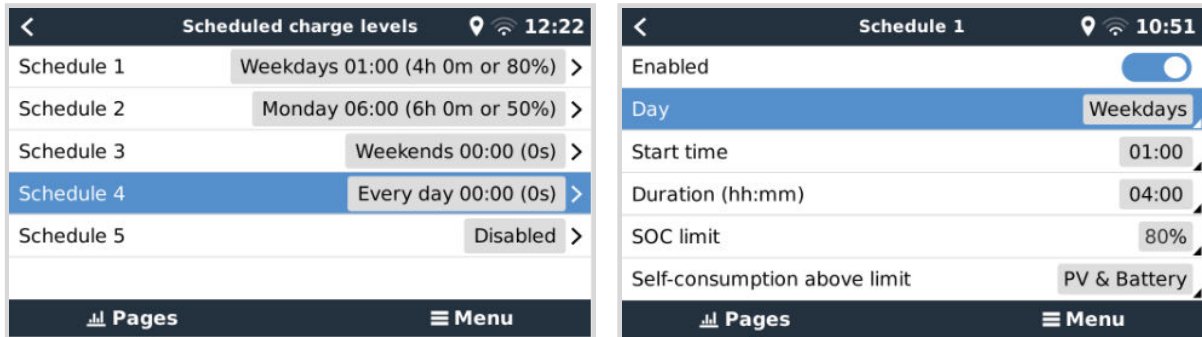 Scheduled charge levels 12:22
Schedule 1 Weekdays 01:00 (4h 0m or 80%)
Schedule 2 Monday 06:00 (6h 0m or 50%)
Schedule 3 Weekends 00:00 (0s)
Schedule 4 Every day 00:00 (0s)
Schedule 5 Disabled
Pages Menu
Schedule 1 10:51
Enabled
Day Weekdays
Start time 01:00
Duration (hh:mm) 04:00
SOC limit 80%
Self-consumption above limit PV & Battery
Pages Menu